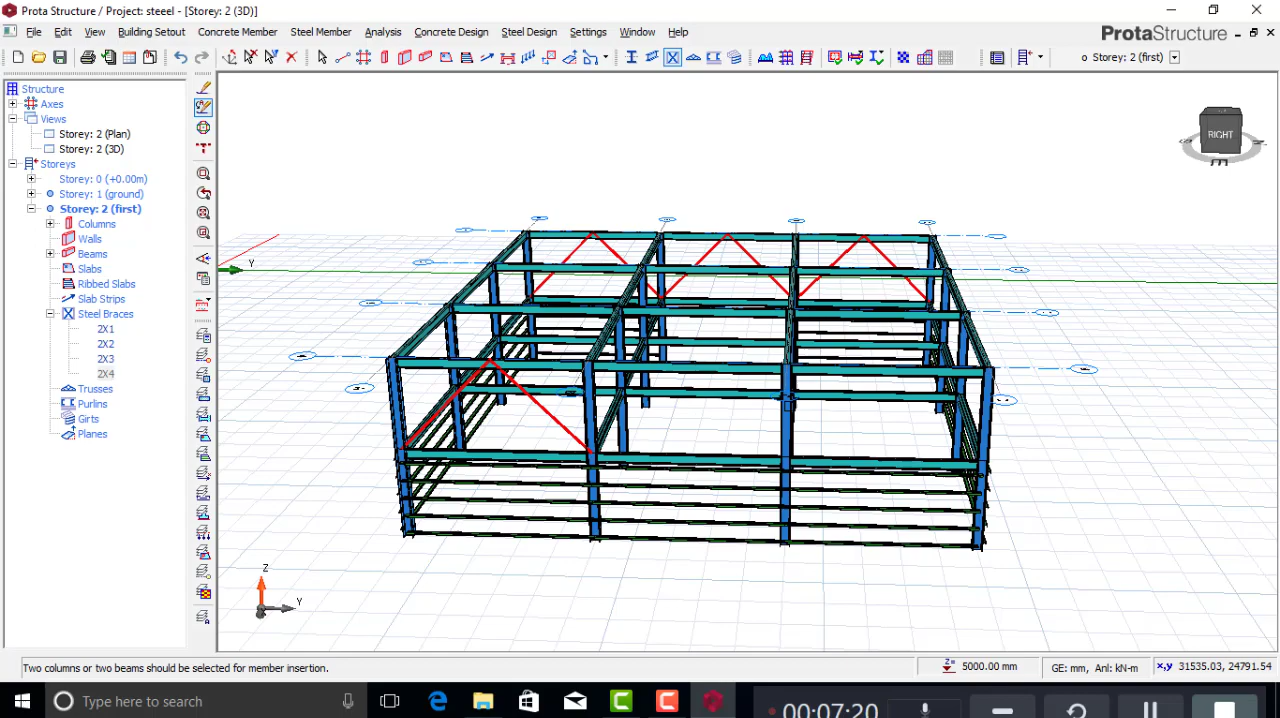 Prota Structure / Project: steeel - [Storey: 2 (3D)]
File Edit View Building Setout Concrete Member Steel Member Analysis Concrete Design Steel Design Settings Window Help
ProtaStructure
o Storey: 2 (first)
Structure
Axes
Views
Storey: 2 (Plan)
Storey: 2 (3D)
Storeys
Storey: 0 (+0.00m)
Storey: 1 (ground)
Storey: 2 (first)
Columns
Walls
Beams
Slabs
Ribbed Slabs
Slab Strips
Steel Braces
2X1
2X2
2X3
2X4
Trusses
Purlins
Girts
Planes
RIGHT
Y
Z
Y
Two columns or two beams should be selected for member insertion.
Z= 5000.00 mm
GE: mm, Anl: kN-m
x,y 31535.03, 24791.54
Type here to search
00:07:20